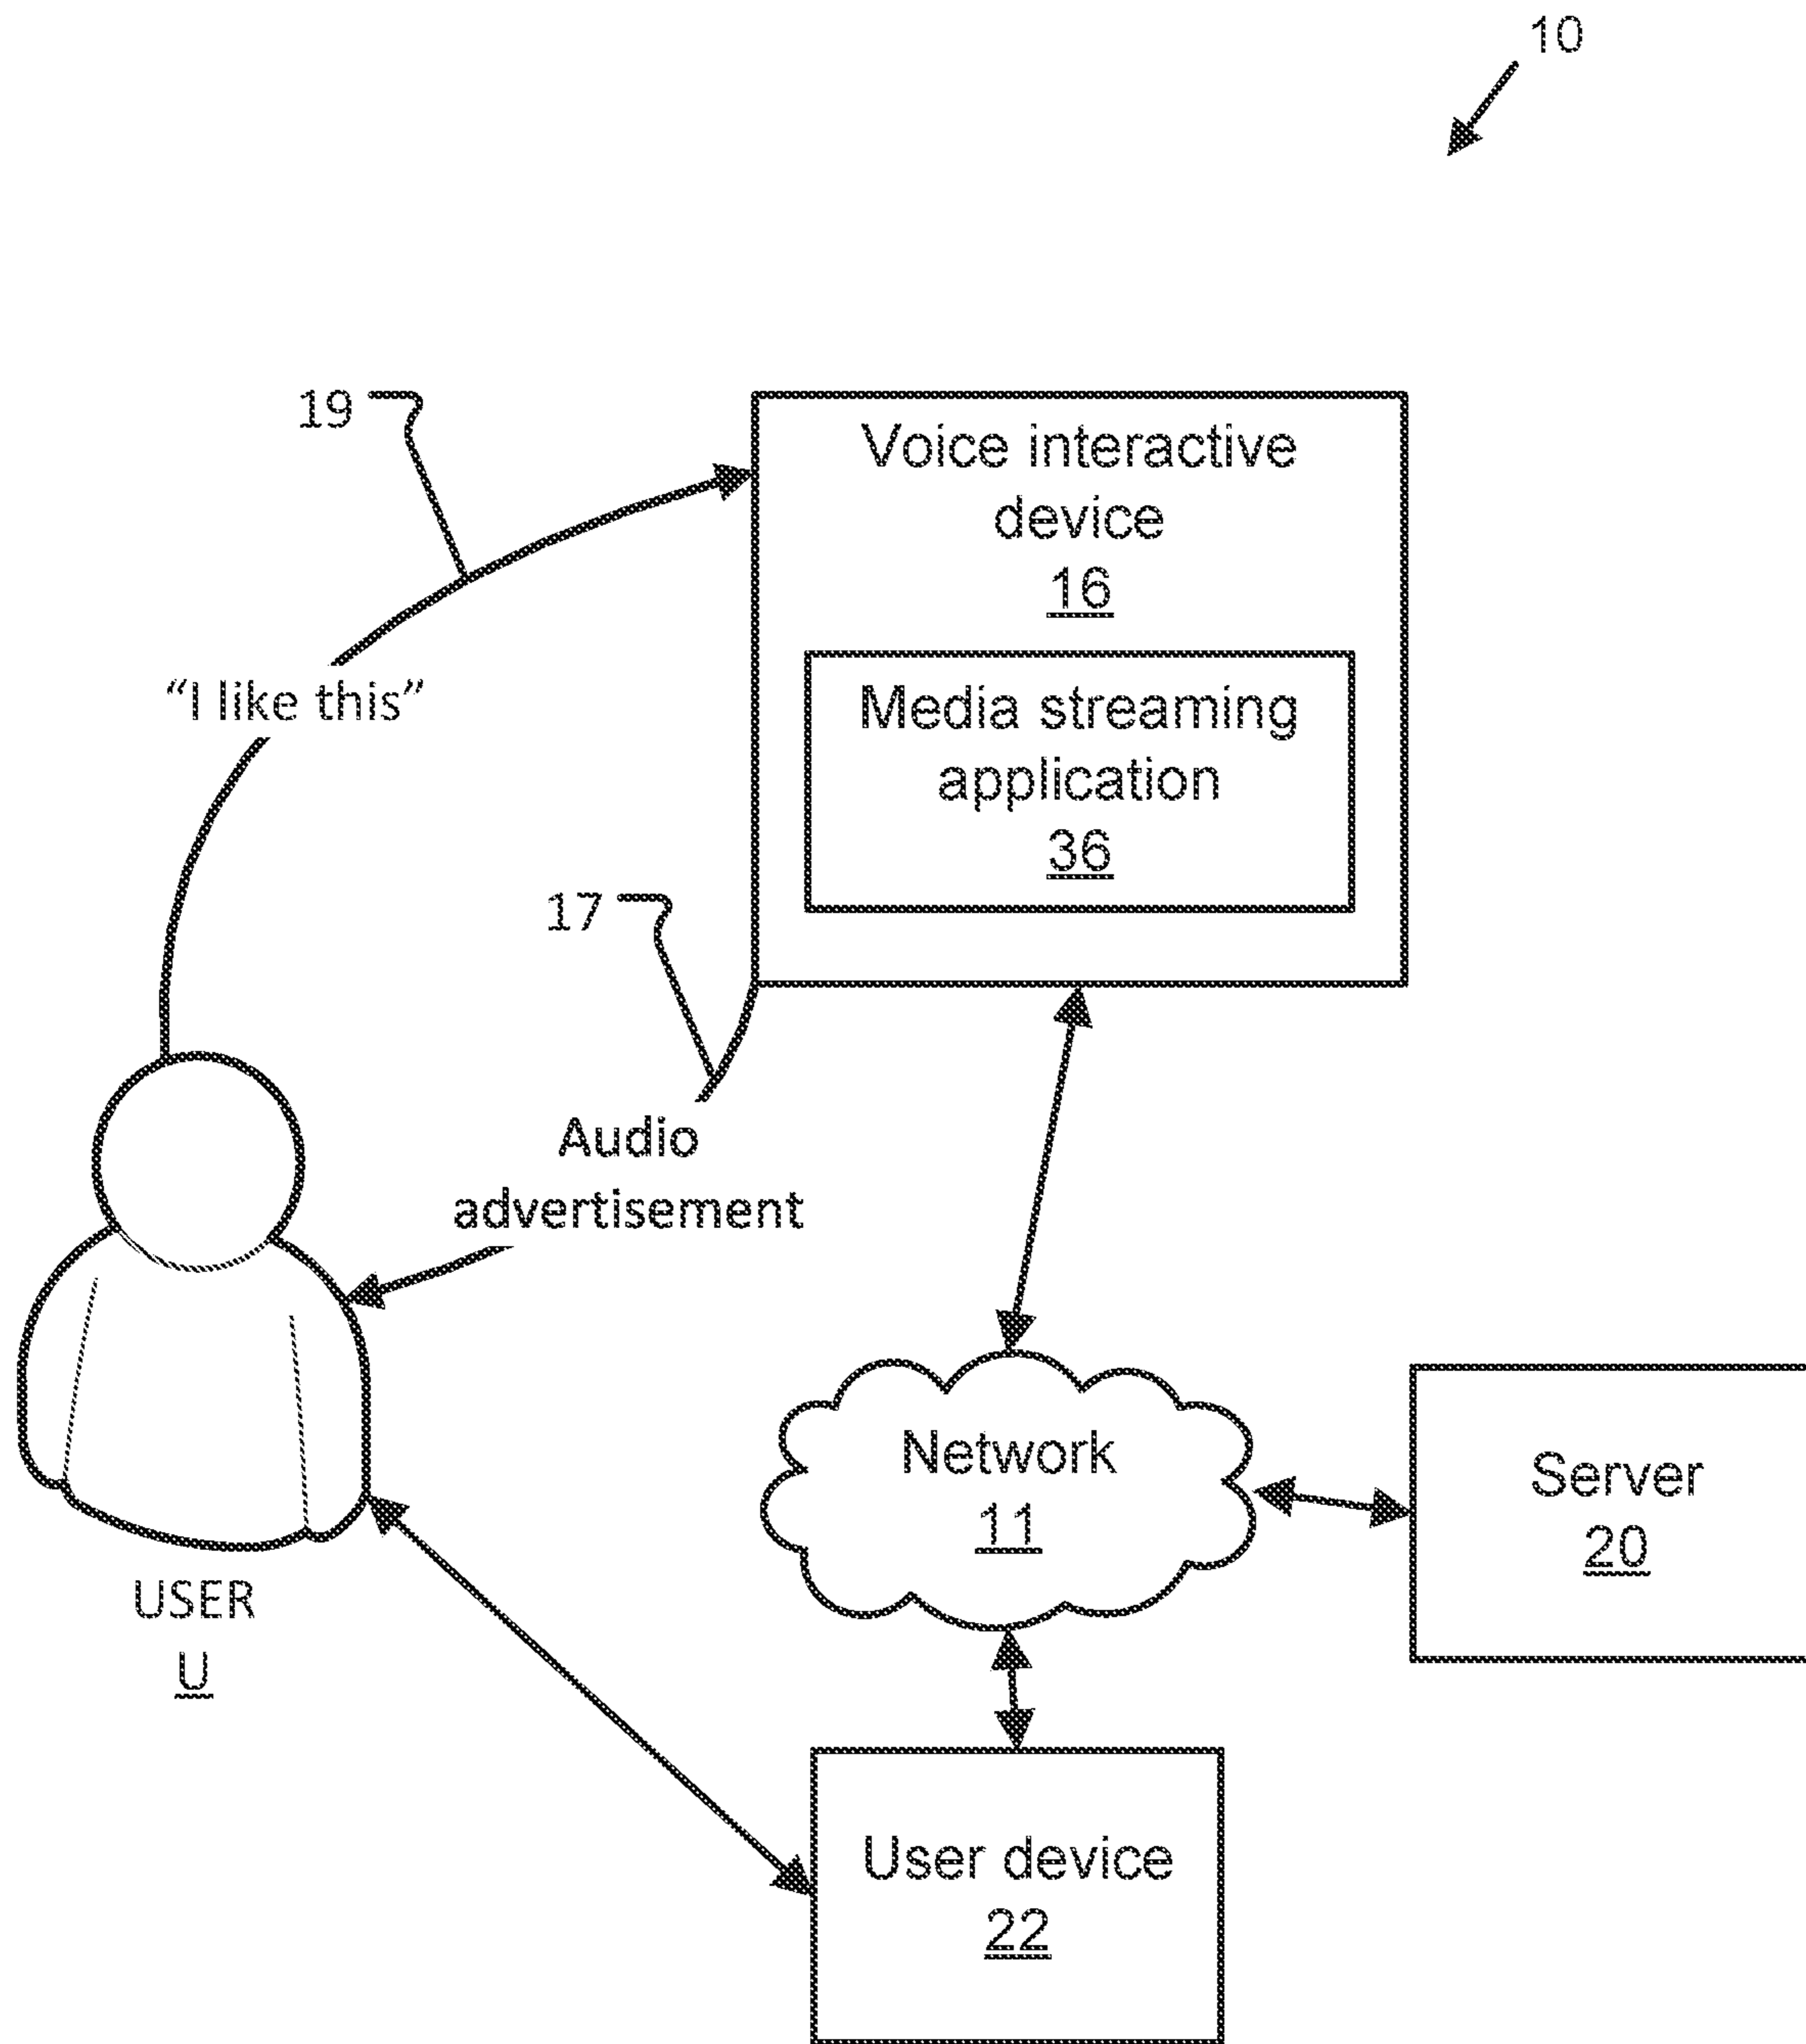 10
19
Voice interactive
device
16
"I like this"
Media streaming
application
36
17
Audio
advertisement
Network
11
Server
20
USER
U
User device
22